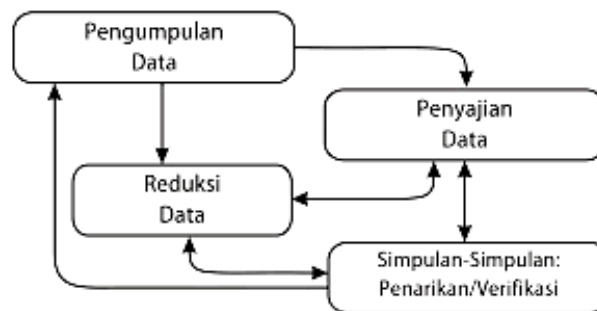 Pengumpulan
Data
Penyajian
Data
Reduksi
Data
Simpulan-Simpulan:
Penarikan/Verifikasi